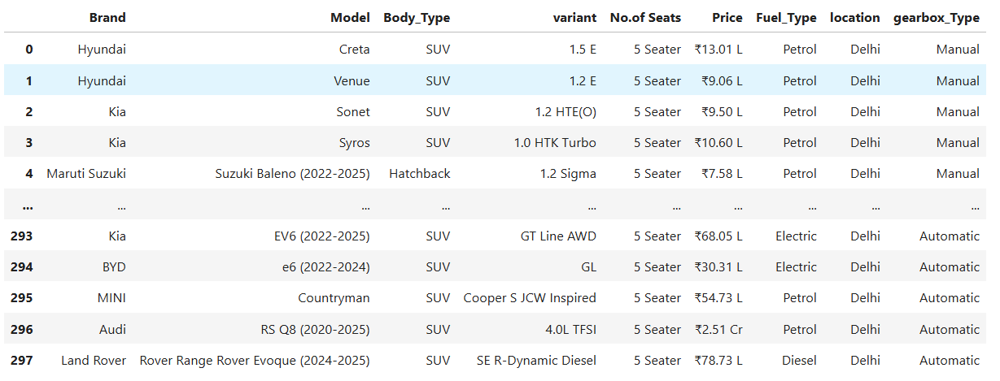 Brand Model Body_Type variant No.of Seats Price Fuel_Type location gearbox_Type
0 Hyundai Creta SUV 1.5 E 5 Seater ₹13.01 L Petrol Delhi Manual
1 Hyundai Venue SUV 1.2 E 5 Seater ₹9.06 L Petrol Delhi Manual
2 Kia Sonet SUV 1.2 HTE(O) 5 Seater ₹9.50 L Petrol Delhi Manual
3 Kia Syros SUV 1.0 HTK Turbo 5 Seater ₹10.60 L Petrol Delhi Manual
4 Maruti Suzuki Suzuki Baleno (2022-2025) Hatchback 1.2 Sigma 5 Seater ₹7.58 L Petrol Delhi Manual
... ... ... ... ... ... ... ... ... ...
293 Kia EV6 (2022-2025) SUV GT Line AWD 5 Seater ₹68.05 L Electric Delhi Automatic
294 BYD e6 (2022-2024) SUV GL 5 Seater ₹30.31 L Electric Delhi Automatic
295 MINI Countryman SUV Cooper S JCW Inspired 5 Seater ₹54.73 L Petrol Delhi Automatic
296 Audi RS Q8 (2020-2025) SUV 4.0L TFSI 5 Seater ₹2.51 Cr Petrol Delhi Automatic
297 Land Rover Rover Range Rover Evoque (2024-2025) SUV SE R-Dynamic Diesel 5 Seater ₹78.73 L Diesel Delhi Automatic